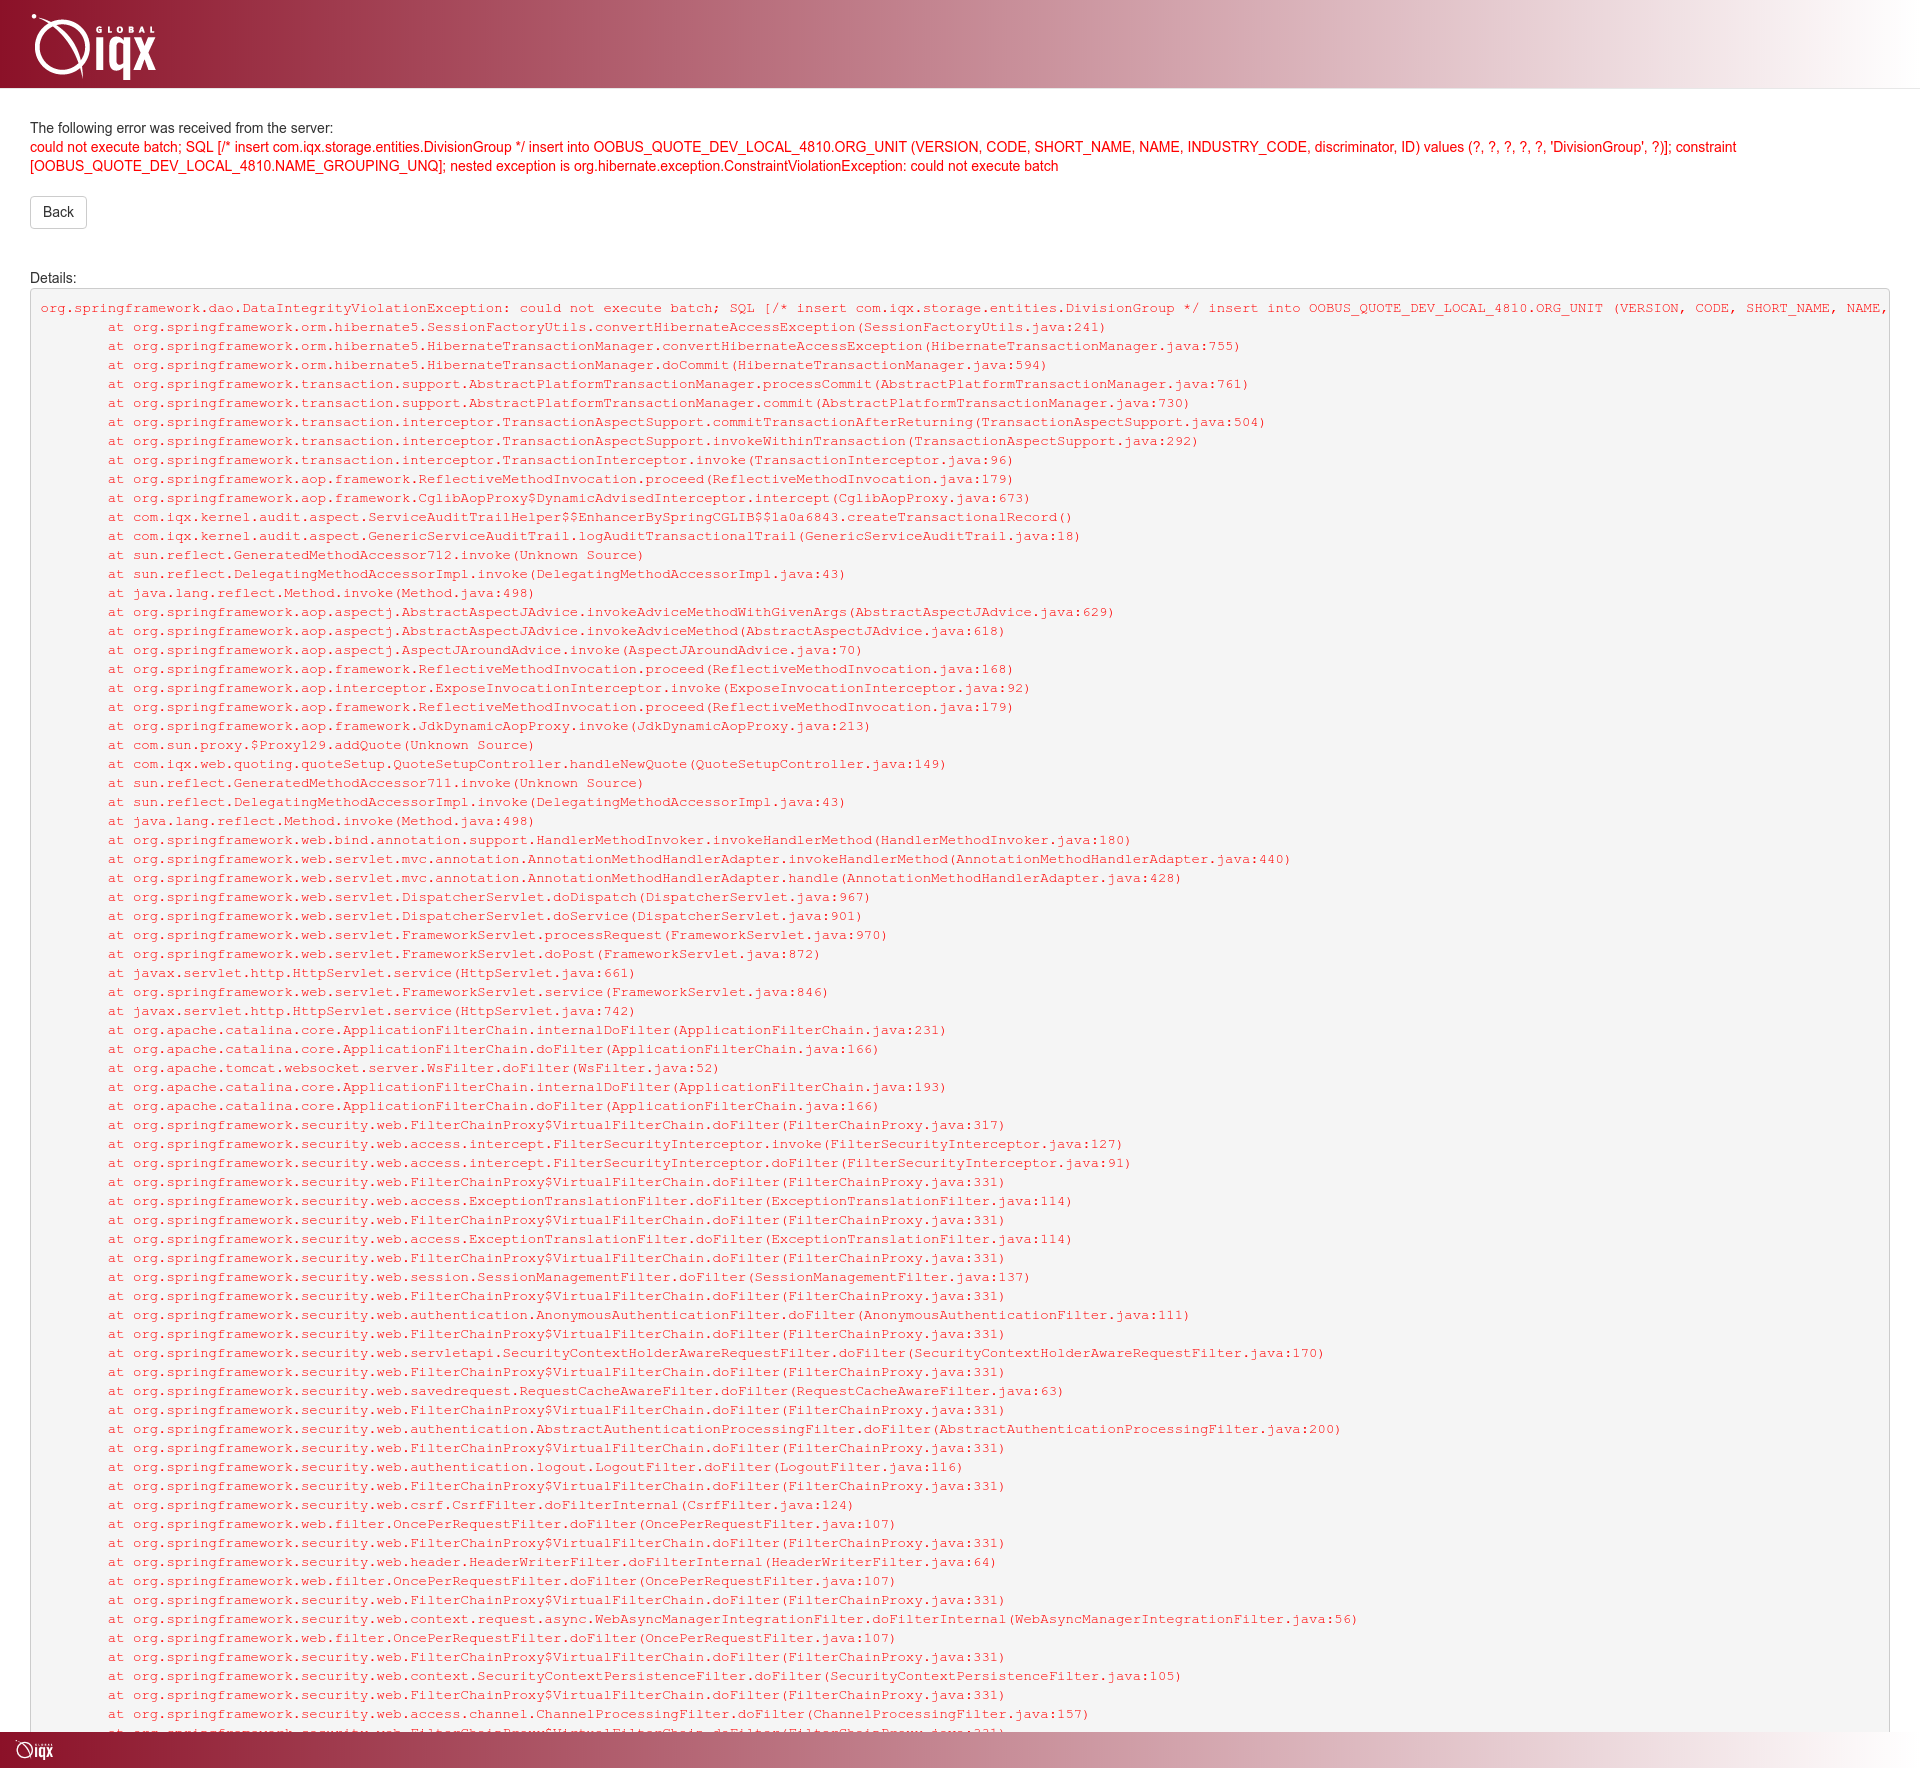 GLOBAL
iqx
The following error was received from the server:
could not execute batch; SQL [/* insert com.iqx.storage.entities.DivisionGroup */ insert into OOBUS_QUOTE_DEV_LOCAL_4810.ORG_UNIT (VERSION, CODE, SHORT_NAME, NAME, INDUSTRY_CODE, discriminator, ID) values (?, ?, ?, ?, ?, 'DivisionGroup', ?)]; constraint
[OOBUS_QUOTE_DEV_LOCAL_4810.NAME_GROUPING_UNQ]; nested exception is org.hibernate.exception.ConstraintViolationException: could not execute batch
Back
Details:
org.springframework.dao.DataIntegrityViolationException: could not execute batch; SQL [/* insert com.iqx.storage.entities.DivisionGroup */ insert into OOBUS_QUOTE_DEV_LOCAL_4810.ORG_UNIT (VERSION, CODE, SHORT_NAME, NAME,
at org.springframework.orm.hibernate5.SessionFactoryUtils.convertHibernateAccessException(SessionFactoryUtils.java:241)
at org.springframework.orm.hibernate5.HibernateTransactionManager.convertHibernateAccessException(HibernateTransactionManager.java:755)
at org.springframework.orm.hibernate5.HibernateTransactionManager.doCommit(HibernateTransactionManager.java:594)
at org.springframework.transaction.support.AbstractPlatformTransactionManager.processCommit(AbstractPlatformTransactionManager.java:761)
at org.springframework.transaction.support.AbstractPlatformTransactionManager.commit(AbstractPlatformTransactionManager.java:730)
at org.springframework.transaction.interceptor.TransactionAspectSupport.commitTransactionAfterReturning(TransactionAspectSupport.java:504)
at org.springframework.transaction.interceptor.TransactionAspectSupport.invokeWithinTransaction(TransactionAspectSupport.java:292)
at org.springframework.transaction.interceptor.TransactionInterceptor.invoke(TransactionInterceptor.java:96)
at org.springframework.aop.framework.ReflectiveMethodInvocation.proceed(ReflectiveMethodInvocation.java:179)
at org.springframework.aop.framework.CglibAopProxy$DynamicAdvisedInterceptor.intercept(CglibAopProxy.java:673)
at com.iqx.kernel.audit.aspect.ServiceAuditTrailHelper$$EnhancerBySpringCGLIB$$1a0a6843.createTransactionalRecord()
at com.iqx.kernel.audit.aspect.GenericServiceAuditTrail.logAuditTransactionalTrail(GenericServiceAuditTrail.java:18)
at sun.reflect.GeneratedMethodAccessor712.invoke(Unknown Source)
at sun.reflect.DelegatingMethodAccessorImpl.invoke(DelegatingMethodAccessorImpl.java:43)
at java.lang.reflect.Method.invoke(Method.java:498)
at org.springframework.aop.aspectj.AbstractAspectJAdvice.invokeAdviceMethodWithGivenArgs(AbstractAspectJAdvice.java:629)
at org.springframework.aop.aspectj.AbstractAspectJAdvice.invokeAdviceMethod(AbstractAspectJAdvice.java:618)
at org.springframework.aop.aspectj.AspectJAroundAdvice.invoke(AspectJAroundAdvice.java:70)
at org.springframework.aop.framework.ReflectiveMethodInvocation.proceed(ReflectiveMethodInvocation.java:168)
at org.springframework.aop.interceptor.ExposeInvocationInterceptor.invoke(ExposeInvocationInterceptor.java:92)
at org.springframework.aop.framework.ReflectiveMethodInvocation.proceed(ReflectiveMethodInvocation.java:179)
at org.springframework.aop.framework.JdkDynamicAopProxy.invoke(JdkDynamicAopProxy.java:213)
at com.sun.proxy.$Proxy129.addQuote(Unknown Source)
at com.iqx.web.quoting.quoteSetup.QuoteSetupController.handleNewQuote(QuoteSetupController.java:149)
at sun.reflect.GeneratedMethodAccessor711.invoke(Unknown Source)
at sun.reflect.DelegatingMethodAccessorImpl.invoke(DelegatingMethodAccessorImpl.java:43)
at java.lang.reflect.Method.invoke(Method.java:498)
at org.springframework.web.bind.annotation.support.HandlerMethodInvoker.invokeHandlerMethod(HandlerMethodInvoker.java:180)
at org.springframework.web.servlet.mvc.annotation.AnnotationMethodHandlerAdapter.invokeHandlerMethod(AnnotationMethodHandlerAdapter.java:440)
at org.springframework.web.servlet.mvc.annotation.AnnotationMethodHandlerAdapter.handle(AnnotationMethodHandlerAdapter.java:428)
at org.springframework.web.servlet.DispatcherServlet.doDispatch(DispatcherServlet.java:967)
at org.springframework.web.servlet.DispatcherServlet.doService(DispatcherServlet.java:901)
at org.springframework.web.servlet.FrameworkServlet.processRequest(FrameworkServlet.java:970)
at org.springframework.web.servlet.FrameworkServlet.doPost(FrameworkServlet.java:872)
at javax.servlet.http.HttpServlet.service(HttpServlet.java:661)
at org.springframework.web.servlet.FrameworkServlet.service(FrameworkServlet.java:846)
at javax.servlet.http.HttpServlet.service(HttpServlet.java:742)
at org.apache.catalina.core.ApplicationFilterChain.internalDoFilter(ApplicationFilterChain.java:231)
at org.apache.catalina.core.ApplicationFilterChain.doFilter(ApplicationFilterChain.java:166)
at org.apache.tomcat.websocket.server.WsFilter.doFilter(WsFilter.java:52)
at org.apache.catalina.core.ApplicationFilterChain.internalDoFilter(ApplicationFilterChain.java:193)
at org.apache.catalina.core.ApplicationFilterChain.doFilter(ApplicationFilterChain.java:166)
at org.springframework.security.web.FilterChainProxy$VirtualFilterChain.doFilter(FilterChainProxy.java:317)
at org.springframework.security.web.access.intercept.FilterSecurityInterceptor.invoke(FilterSecurityInterceptor.java:127)
at org.springframework.security.web.access.intercept.FilterSecurityInterceptor.doFilter(FilterSecurityInterceptor.java:91)
at org.springframework.security.web.FilterChainProxy$VirtualFilterChain.doFilter(FilterChainProxy.java:331)
at org.springframework.security.web.access.ExceptionTranslationFilter.doFilter(ExceptionTranslationFilter.java:114)
at org.springframework.security.web.FilterChainProxy$VirtualFilterChain.doFilter(FilterChainProxy.java:331)
at org.springframework.security.web.access.ExceptionTranslationFilter.doFilter(ExceptionTranslationFilter.java:114)
at org.springframework.security.web.FilterChainProxy$VirtualFilterChain.doFilter(FilterChainProxy.java:331)
at org.springframework.security.web.session.SessionManagementFilter.doFilter(SessionManagementFilter.java:137)
at org.springframework.security.web.FilterChainProxy$VirtualFilterChain.doFilter(FilterChainProxy.java:331)
at org.springframework.security.web.authentication.AnonymousAuthenticationFilter.doFilter(AnonymousAuthenticationFilter.java:111)
at org.springframework.security.web.FilterChainProxy$VirtualFilterChain.doFilter(FilterChainProxy.java:331)
at org.springframework.security.web.servletapi.SecurityContextHolderAwareRequestFilter.doFilter(SecurityContextHolderAwareRequestFilter.java:170)
at org.springframework.security.web.FilterChainProxy$VirtualFilterChain.doFilter(FilterChainProxy.java:331)
at org.springframework.security.web.savedrequest.RequestCacheAwareFilter.doFilter(RequestCacheAwareFilter.java:63)
at org.springframework.security.web.FilterChainProxy$VirtualFilterChain.doFilter(FilterChainProxy.java:331)
at org.springframework.security.web.authentication.AbstractAuthenticationProcessingFilter.doFilter(AbstractAuthenticationProcessingFilter.java:200)
at org.springframework.security.web.FilterChainProxy$VirtualFilterChain.doFilter(FilterChainProxy.java:331)
at org.springframework.security.web.authentication.logout.LogoutFilter.doFilter(LogoutFilter.java:116)
at org.springframework.security.web.FilterChainProxy$VirtualFilterChain.doFilter(FilterChainProxy.java:331)
at org.springframework.security.web.csrf.CsrfFilter.doFilterInternal(CsrfFilter.java:124)
at org.springframework.web.filter.OncePerRequestFilter.doFilter(OncePerRequestFilter.java:107)
at org.springframework.security.web.FilterChainProxy$VirtualFilterChain.doFilter(FilterChainProxy.java:331)
at org.springframework.security.web.header.HeaderWriterFilter.doFilterInternal(HeaderWriterFilter.java:64)
at org.springframework.web.filter.OncePerRequestFilter.doFilter(OncePerRequestFilter.java:107)
at org.springframework.security.web.FilterChainProxy$VirtualFilterChain.doFilter(FilterChainProxy.java:331)
at org.springframework.security.web.context.request.async.WebAsyncManagerIntegrationFilter.doFilterInternal(WebAsyncManagerIntegrationFilter.java:56)
at org.springframework.web.filter.OncePerRequestFilter.doFilter(OncePerRequestFilter.java:107)
at org.springframework.security.web.FilterChainProxy$VirtualFilterChain.doFilter(FilterChainProxy.java:331)
at org.springframework.security.web.context.SecurityContextPersistenceFilter.doFilter(SecurityContextPersistenceFilter.java:105)
at org.springframework.security.web.FilterChainProxy$VirtualFilterChain.doFilter(FilterChainProxy.java:331)
at org.springframework.security.web.access.channel.ChannelProcessingFilter.doFilter(ChannelProcessingFilter.java:157)
iqx